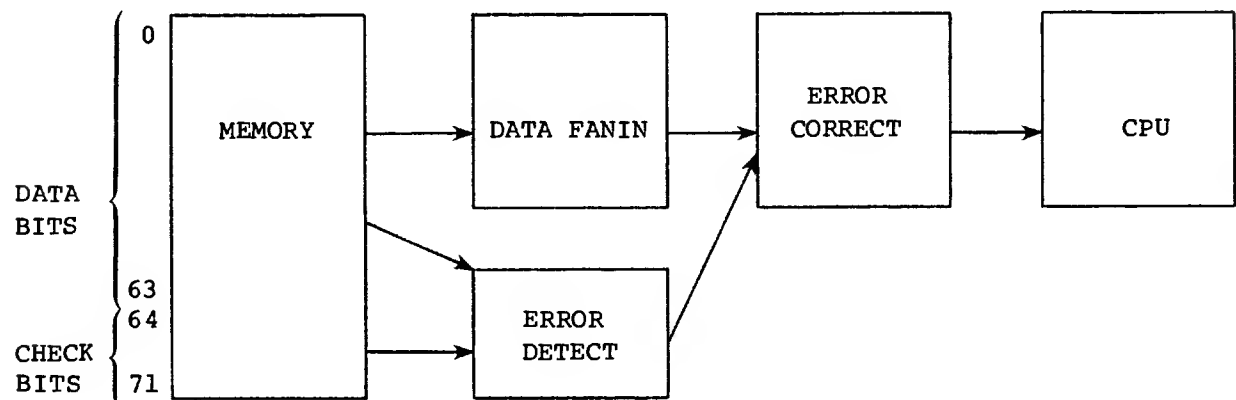 0
MEMORY
DATA FANIN
ERROR
CORRECT
CPU
DATA
BITS
63
64
ERROR
DETECT
CHECK
BITS
71